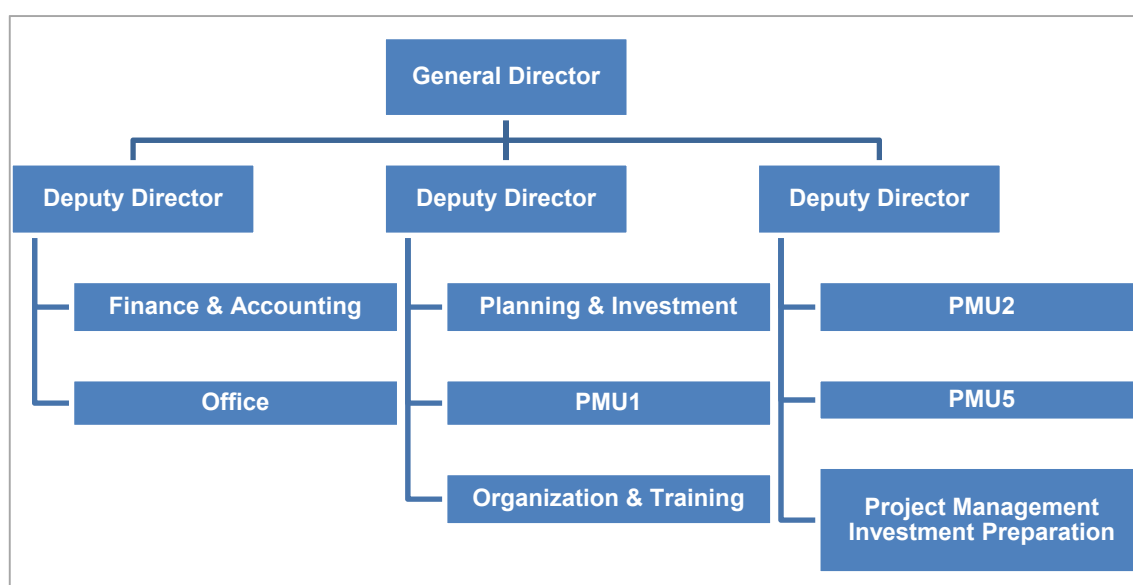 General Director
Deputy Director
Deputy Director
Deputy Director
Finance & Accounting
Planning & Investment
PMU2
Office
PMU1
PMU5
Organization & Training
Project Management
Investment Preparation